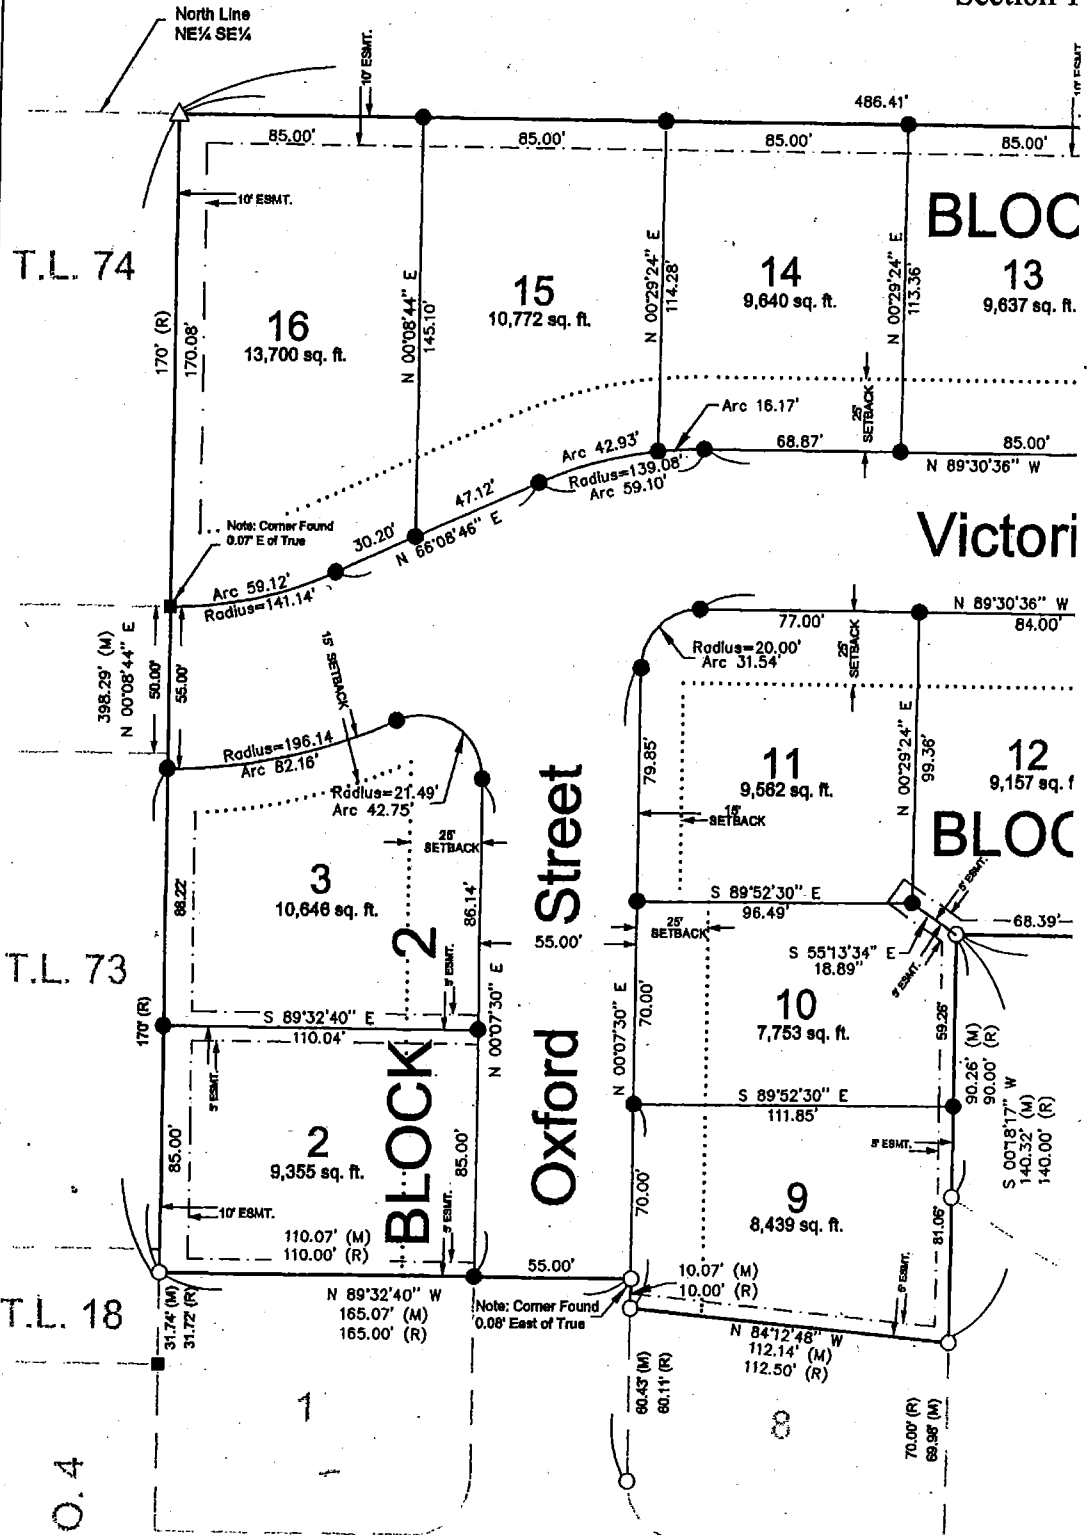 Section 1
North Line
NE¼ SE¼
10' ESMT.
10' ESMT
486.41'
85.00'
85.00'
85.00'
85.00'
10' ESMT.
BLOC
T.L. 74
16
13,700 sq. ft.
15
10,772 sq. ft.
14
9,640 sq. ft.
13
9,637 sq. ft.
170' (R)
170.08'
N 00°08'44" E
145.10'
N 00°29'24" E
114.28'
N 00°29'24" E
113.36'
25'
SETBACK
Arc 16.17'
Arc 42.93'
Radius=139.08'
Arc 59.10'
68.87'
85.00'
N 89°30'36" W
47.12'
30.20'
N 66°08'46" E
Note: Corner Found
0.07' E of True
Victori
Arc 59.12'
Radius=141.14'
398.29' (M)
N 00°08'44" E
50.00'
55.00'
15' SETBACK
N 89°30'36" W
77.00'
84.00'
Radius=20.00'
Arc 31.54'
25'
SETBACK
Radius=196.14
Arc 82.16'
Radius=21.49'
Arc 42.75'
79.85'
11
9,562 sq. ft.
N 00°29'24" E
99.36'
12
9,157 sq. f
15'
SETBACK
BLOC
25'
SETBACK
3
10,646 sq. ft.
88.22'
86.14'
Oxford Street
S 89°52'30" E
96.49'
5' ESMT.
68.39'
25'
SETBACK
55.00'
S 55°13'34" E
18.89"
5' ESMT.
T.L. 73
BLOCK 2
5' ESMT.
N 00°07'30" E
N 00°07'30" E
70.00'
10
7,753 sq. ft.
59.26'
90.26' (M)
90.00' (R)
170' (R)
S 89°32'40" E
110.04'
5' ESMT.
S 89°52'30" E
111.85'
S 00°18'17" W
140.32' (M)
140.00' (R)
5' ESMT.
85.00'
2
9,355 sq. ft.
85.00'
70.00'
9
8,439 sq. ft.
81.06'
10' ESMT.
5' ESMT.
110.07' (M)
110.00' (R)
5' ESMT.
55.00'
10.07' (M)
10.00' (R)
N 89°32'40" W
165.07' (M)
165.00' (R)
Note: Corner Found
0.08' East of True
T.L. 18
31.74' (M)
31.72' (R)
N 84°12'48" W
112.14' (M)
112.50' (R)
60.43' (M)
60.11' (R)
1
8
70.00' (R)
69.98' (M)
O. 4